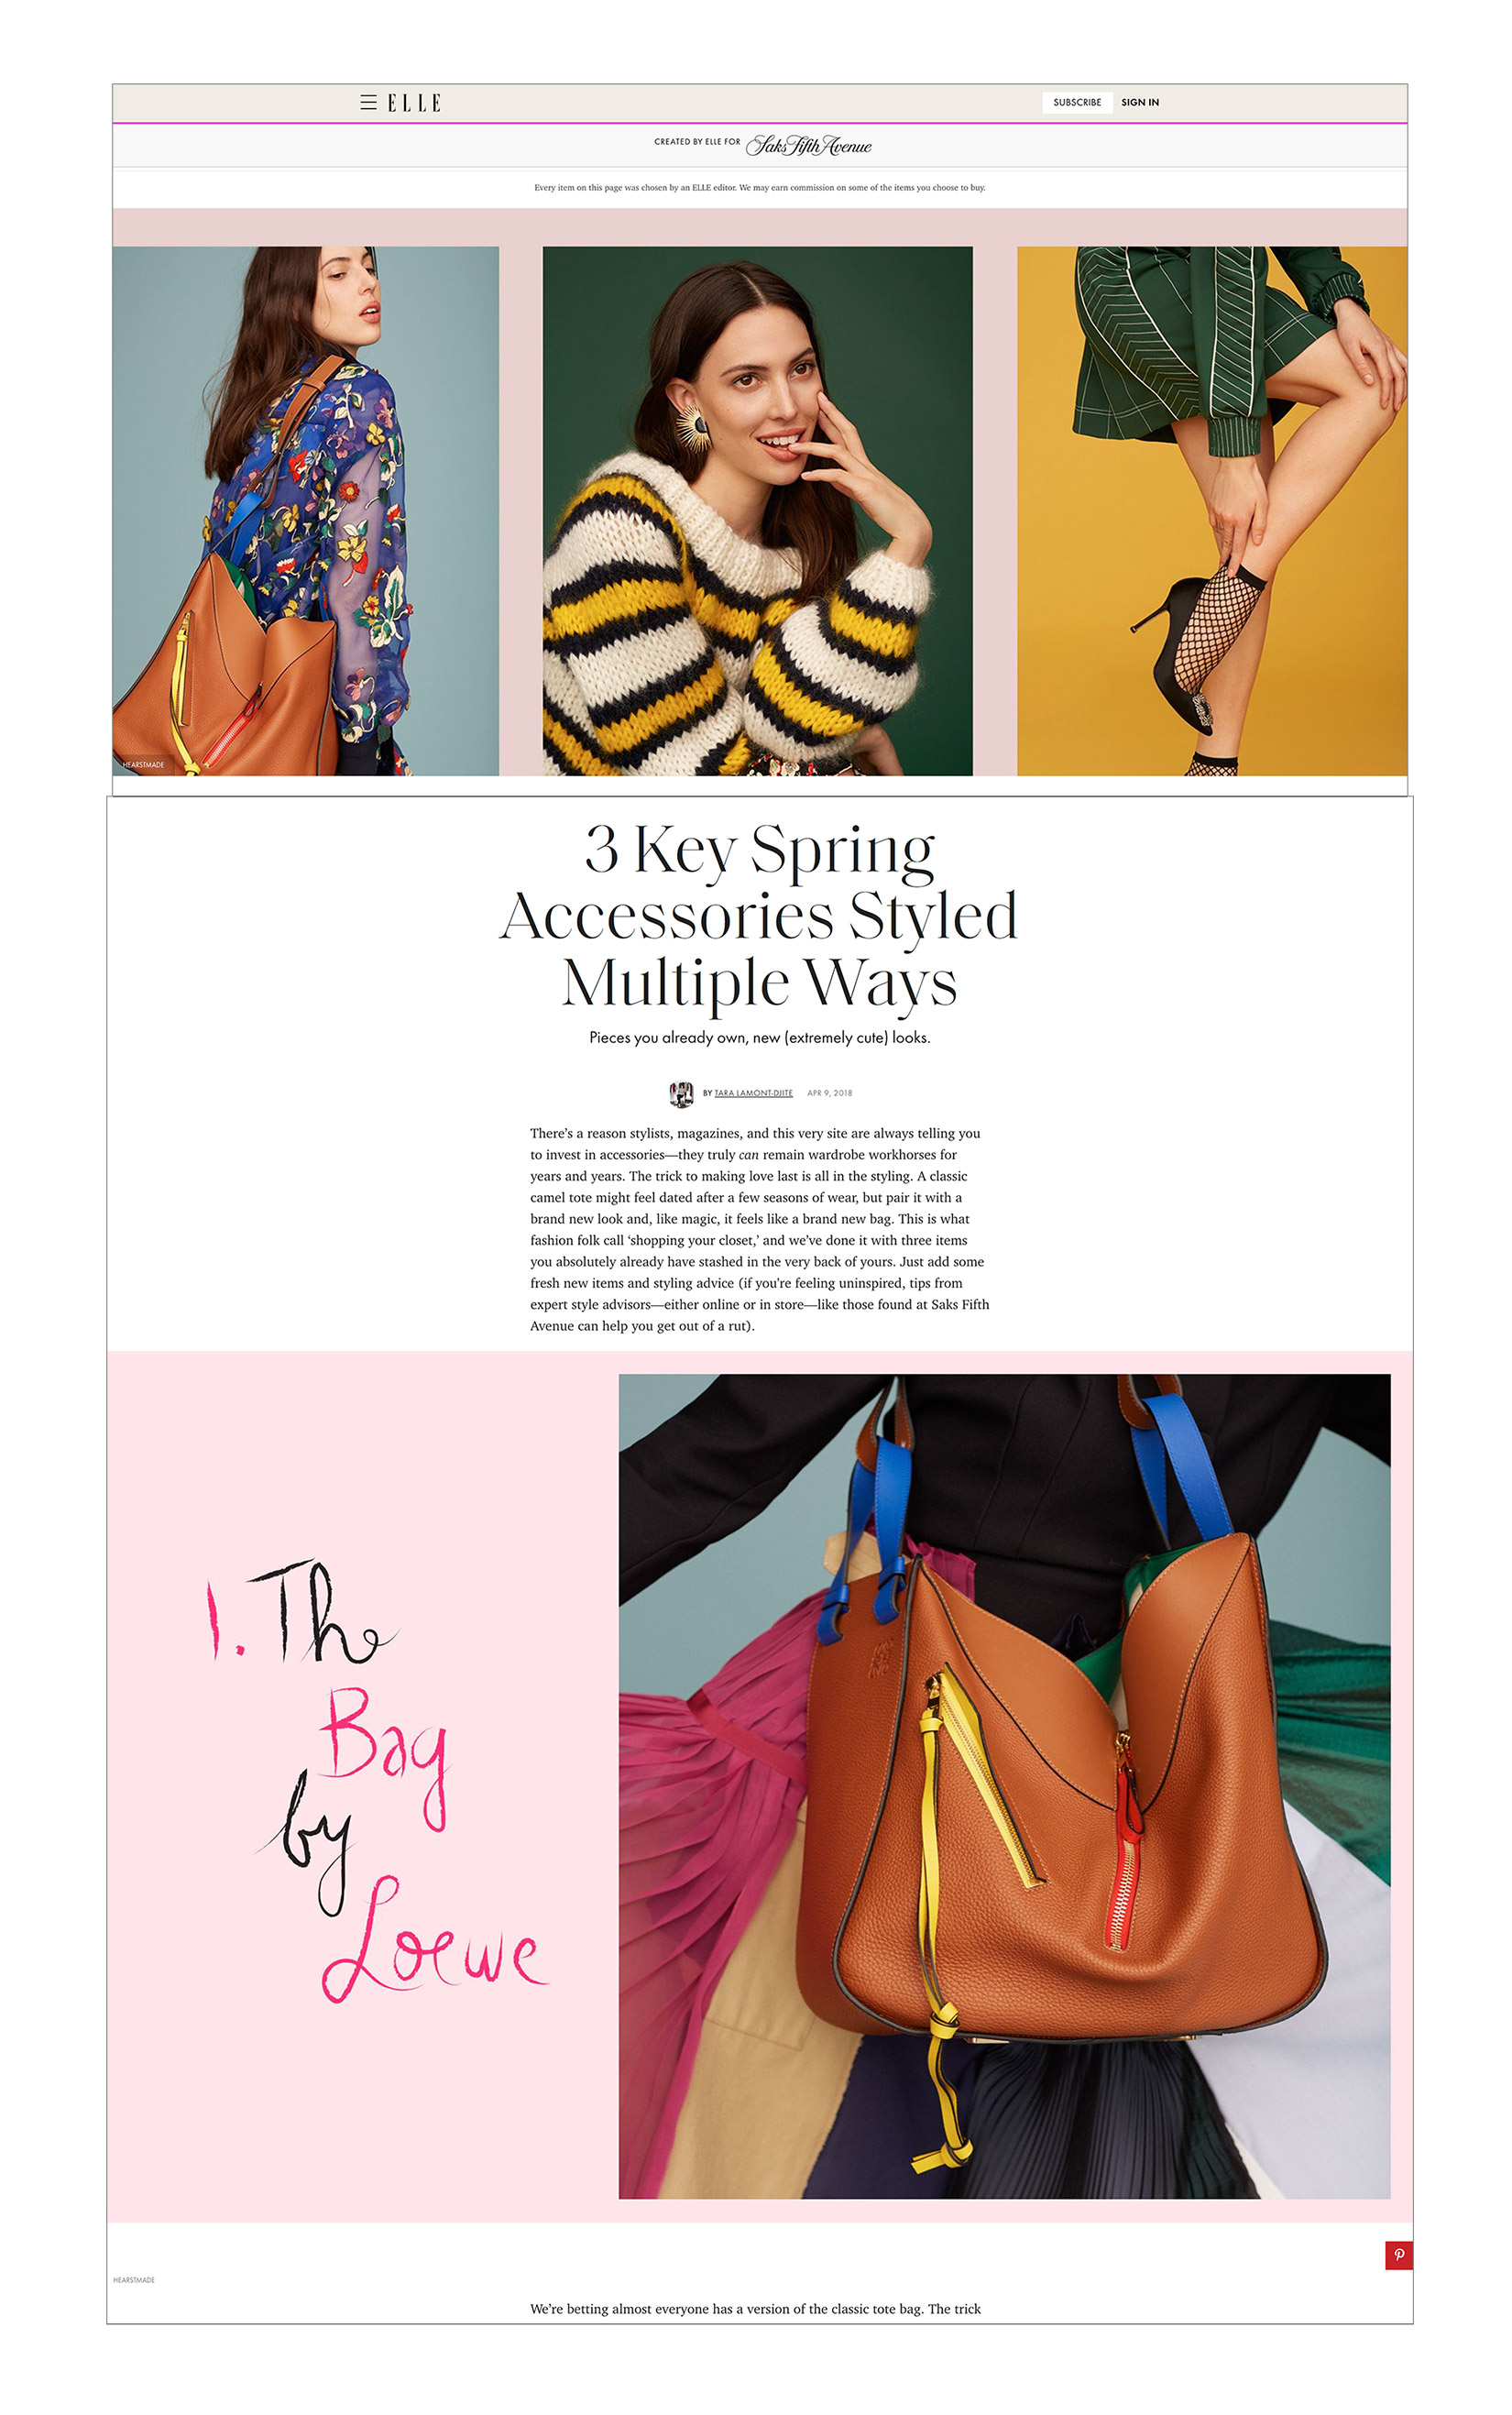 ELLE
SUBSCRIBE SIGN IN
CREATED BY ELLE FOR Saks Fifth Avenue
Every item on this page was chosen by an ELLE editor. We may earn commission on some of the items you choose to buy.
HEARSTMADE
3 Key Spring
Accessories Styled
Multiple Ways
Pieces you already own, new (extremely cute) looks.
BY TARA LAMONT-DJITE APR 9, 2018
There’s a reason stylists, magazines, and this very site are always telling you
to invest in accessories—they truly can remain wardrobe workhorses for
years and years. The trick to making love last is all in the styling. A classic
camel tote might feel dated after a few seasons of wear, but pair it with a
brand new look and, like magic, it feels like a brand new bag. This is what
fashion folk call ‘shopping your closet,’ and we’ve done it with three items
you absolutely already have stashed in the very back of yours. Just add some
fresh new items and styling advice (if you're feeling uninspired, tips from
expert style advisors—either online or in store—like those found at Saks Fifth
Avenue can help you get out of a rut).
1. The
Bag
by
Loewe
HEARSTMADE
We’re betting almost everyone has a version of the classic tote bag. The trick